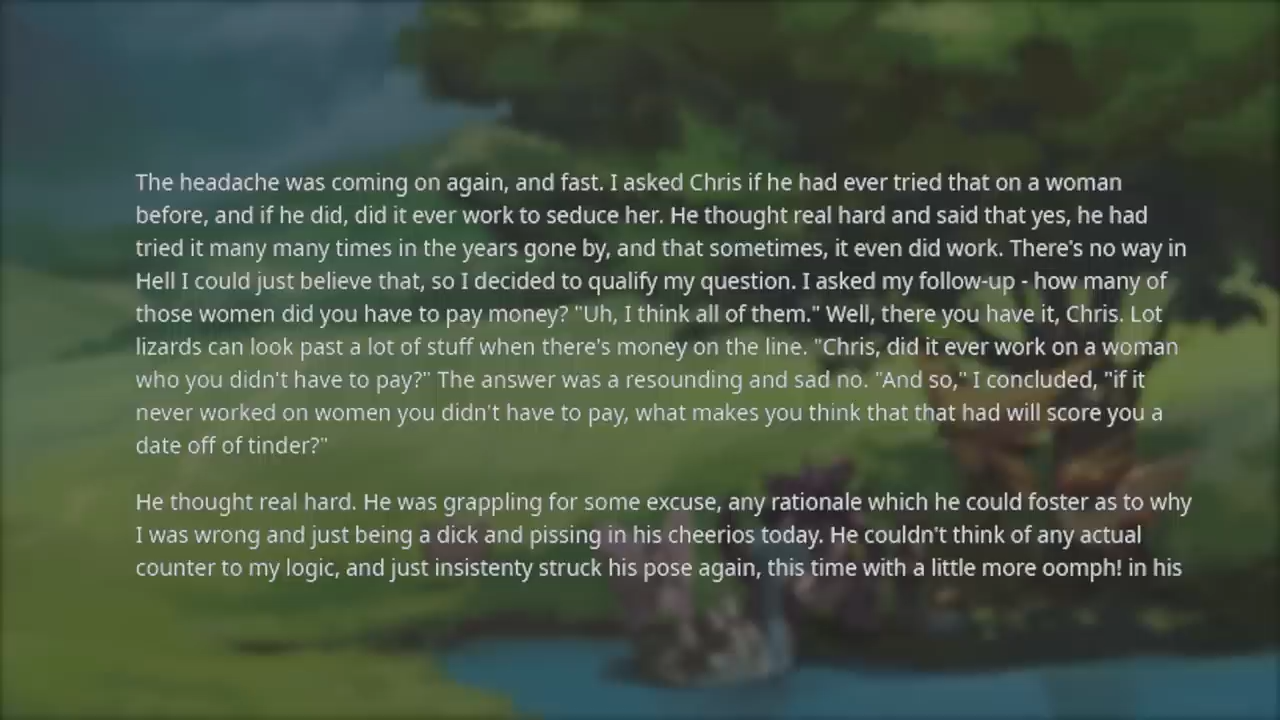 The headache was coming on again, and fast. I asked Chris if he had ever tried that on a woman
before, and if he did, did it ever work to seduce her. He thought real hard and said that yes, he had
tried it many many times in the years gone by, and that sometimes, it even did work. There's no way in
Hell I could just believe that, so I decided to qualify my question. I asked my follow-up - how many of
those women did you have to pay money? "Uh, I think all of them." Well, there you have it, Chris. Lot
lizards can look past a lot of stuff when there's money on the line. "Chris, did it ever work on a woman
who you didn't have to pay?" The answer was a resounding and sad no. "And so," I concluded, "if it
never worked on women you didn't have to pay, what makes you think that that had will score you a
date off of tinder?"
He thought real hard. He was grappling for some excuse, any rationale which he could foster as to why
I was wrong and just being a dick and pissing in his cheerios today. He couldn't think of any actual
counter to my logic, and just insistenty struck his pose again, this time with a little more oomph! in his